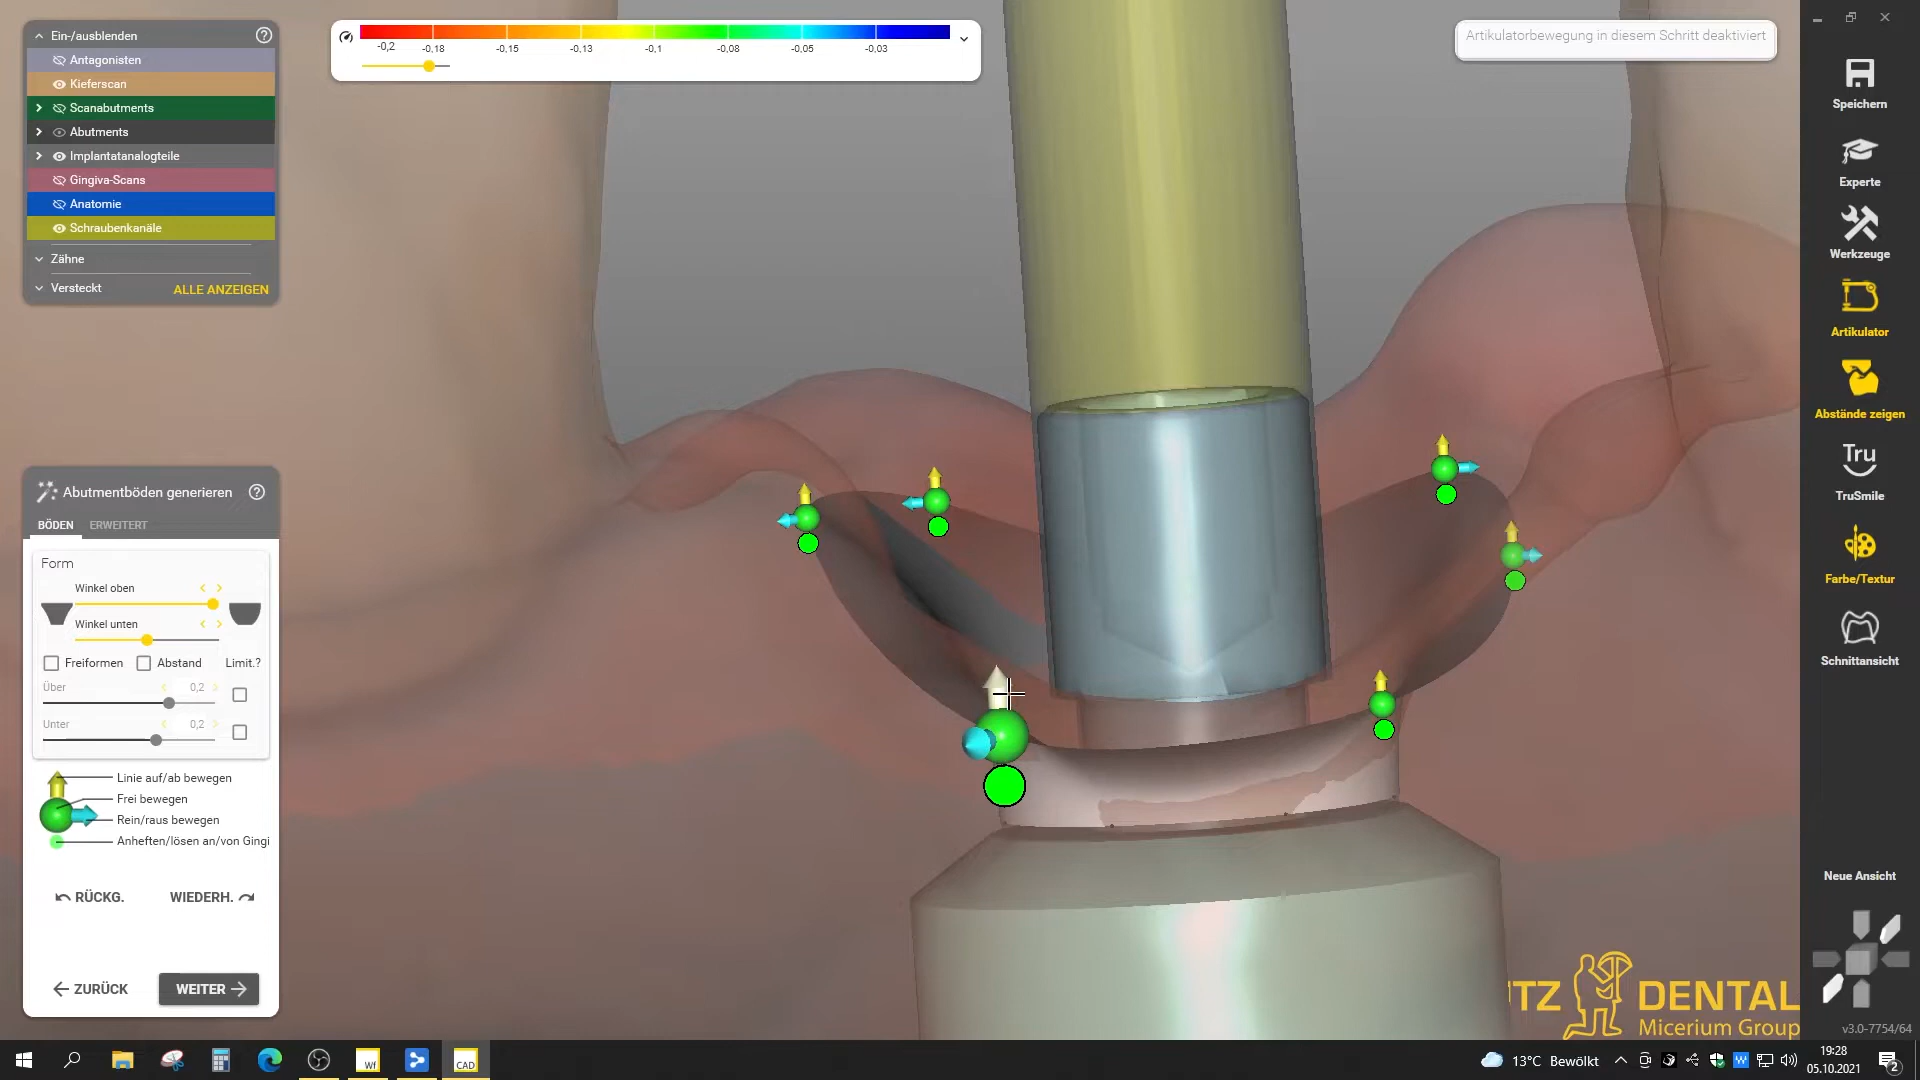 Ein-/ausblenden
Antagonisten
Kieferscan
Scanabutments
Abutments
Implantatanalogteile
Gingiva-Scans
Anatomie
Schraubenkanäle
Zähne
Versteckt
ALLE ANZEIGEN
-0,2
-0,18
-0,15
-0,13
-0,1
-0,08
-0,05
-0,03
Artikulatorbewegung in diesem Schritt deaktiviert
Speichern
Experte
Werkzeuge
Artikulator
Abstände zeigen
Tru
TruSmile
Farbe/Textur
Schnittansicht
Neue Ansicht
v3.0-7754/64
Abutmentböden generieren
BÖDEN
ERWEITERT
Form
Winkel oben
Winkel unten
Freiformen
Abstand
Limit.?
Über
0,2
Unter
0,2
Linie auf/ab bewegen
Frei bewegen
Rein/raus bewegen
Anheften/lösen an/von Gingi
RÜCKG.
WIEDERH.
ZURÜCK
WEITER
TZ DENTAL
Micerium Group
Wf
CAD
13°C Bewölkt
19:28
05.10.2021
2